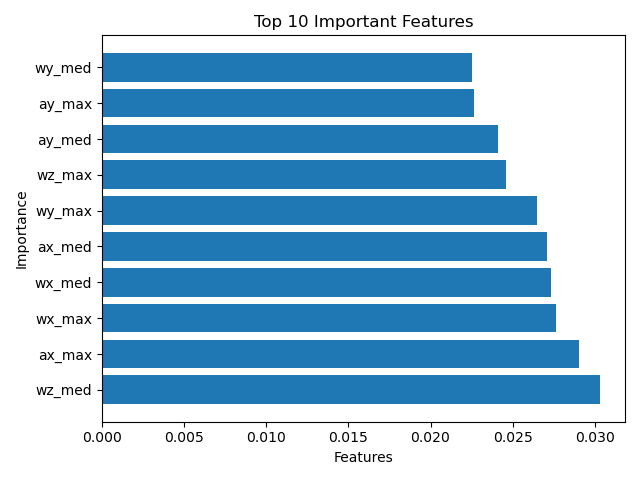 Top 10 Important Features
Importance
wy_med
ay_max
ay_med
wz_max
wy_max
ax_med
wx_med
wx_max
ax_max
wz_med
0.000 0.005 0.010 0.015 0.020 0.025 0.030
Features